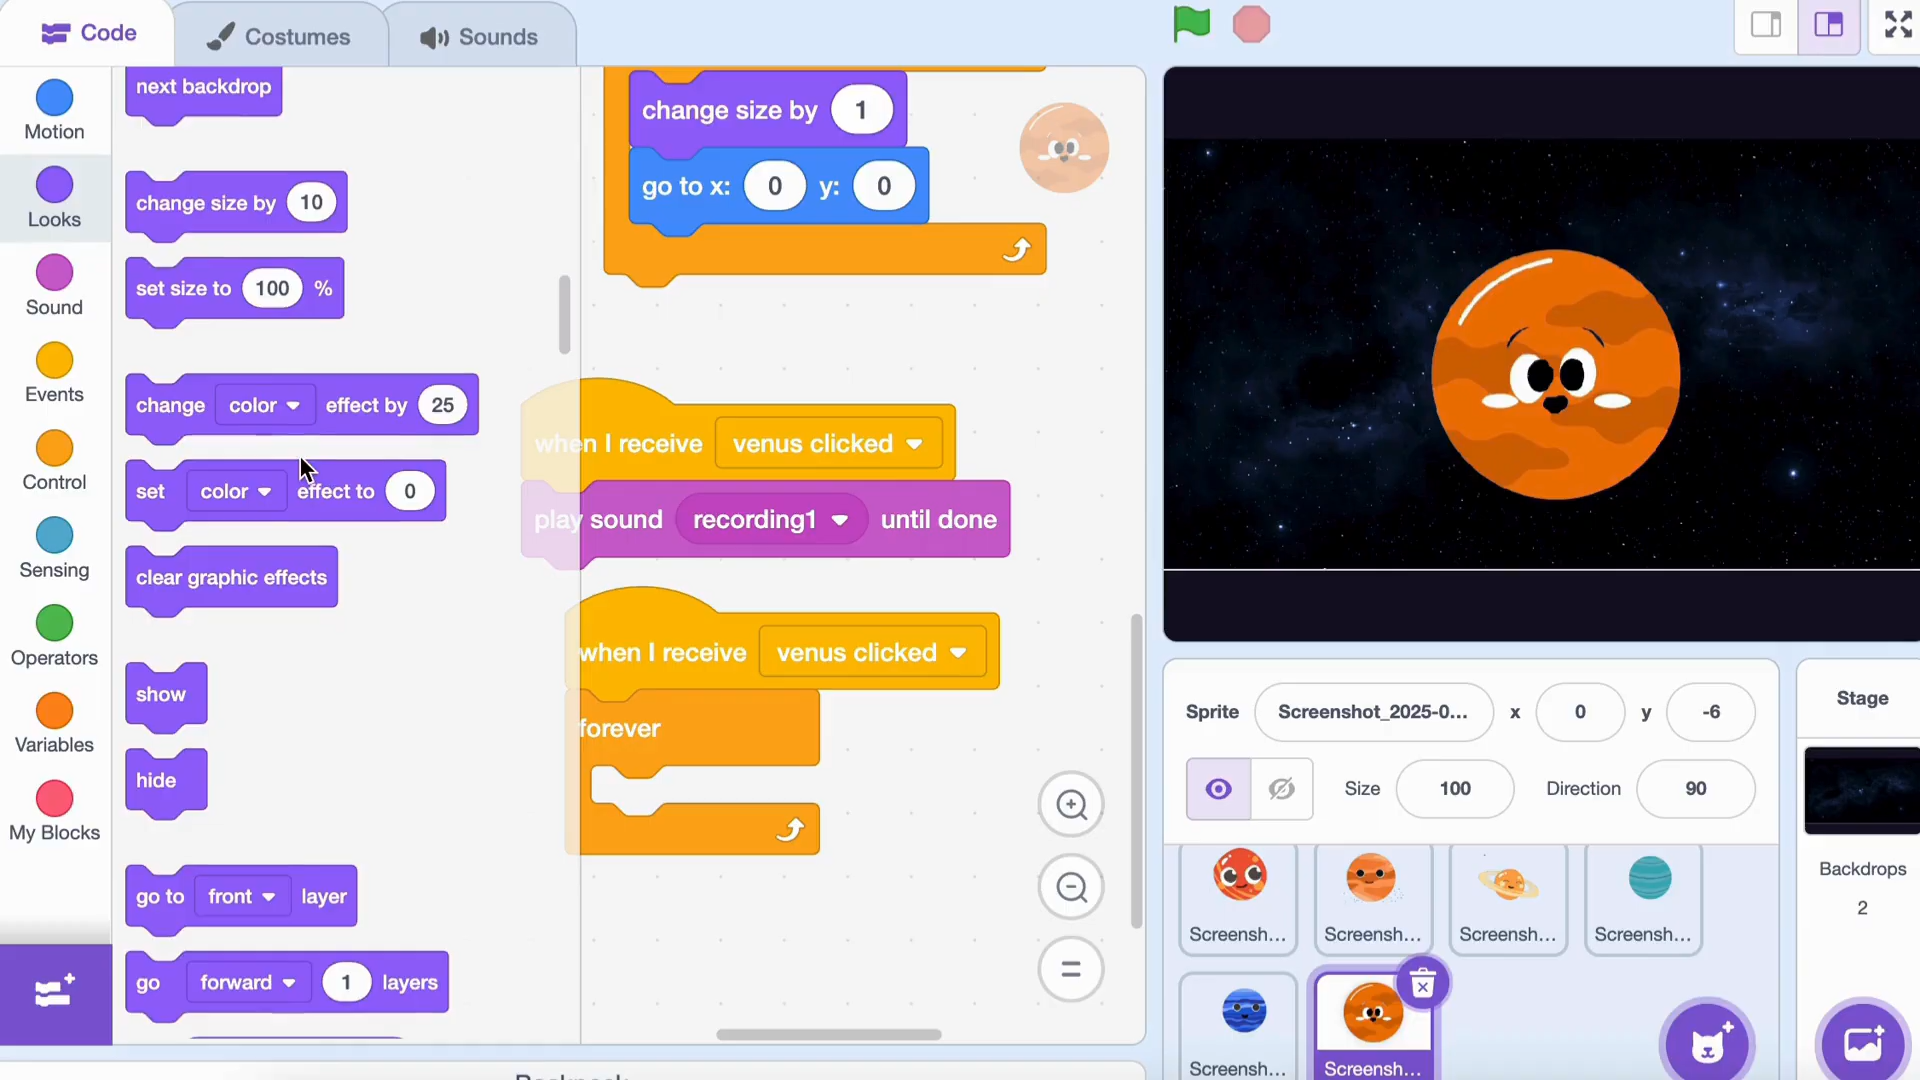 Code
Costumes
Sounds
Motion
Looks
Sound
Events
Control
Sensing
Operators
Variables
My Blocks
next backdrop
change size by 10
set size to 100 %
change color effect by 25
set color effect to 0
clear graphic effects
show
hide
go to front layer
go forward 1 layers
change size by 1
go to x: 0 y: 0
when I receive venus clicked
play sound recording1 until done
when I receive venus clicked
forever
Sprite Screenshot_2025-0... x 0 y -6
Size 100 Direction 90
Screensh...
Screensh...
Screensh...
Screensh...
Screensh...
Screensh...
Stage
Backdrops
2